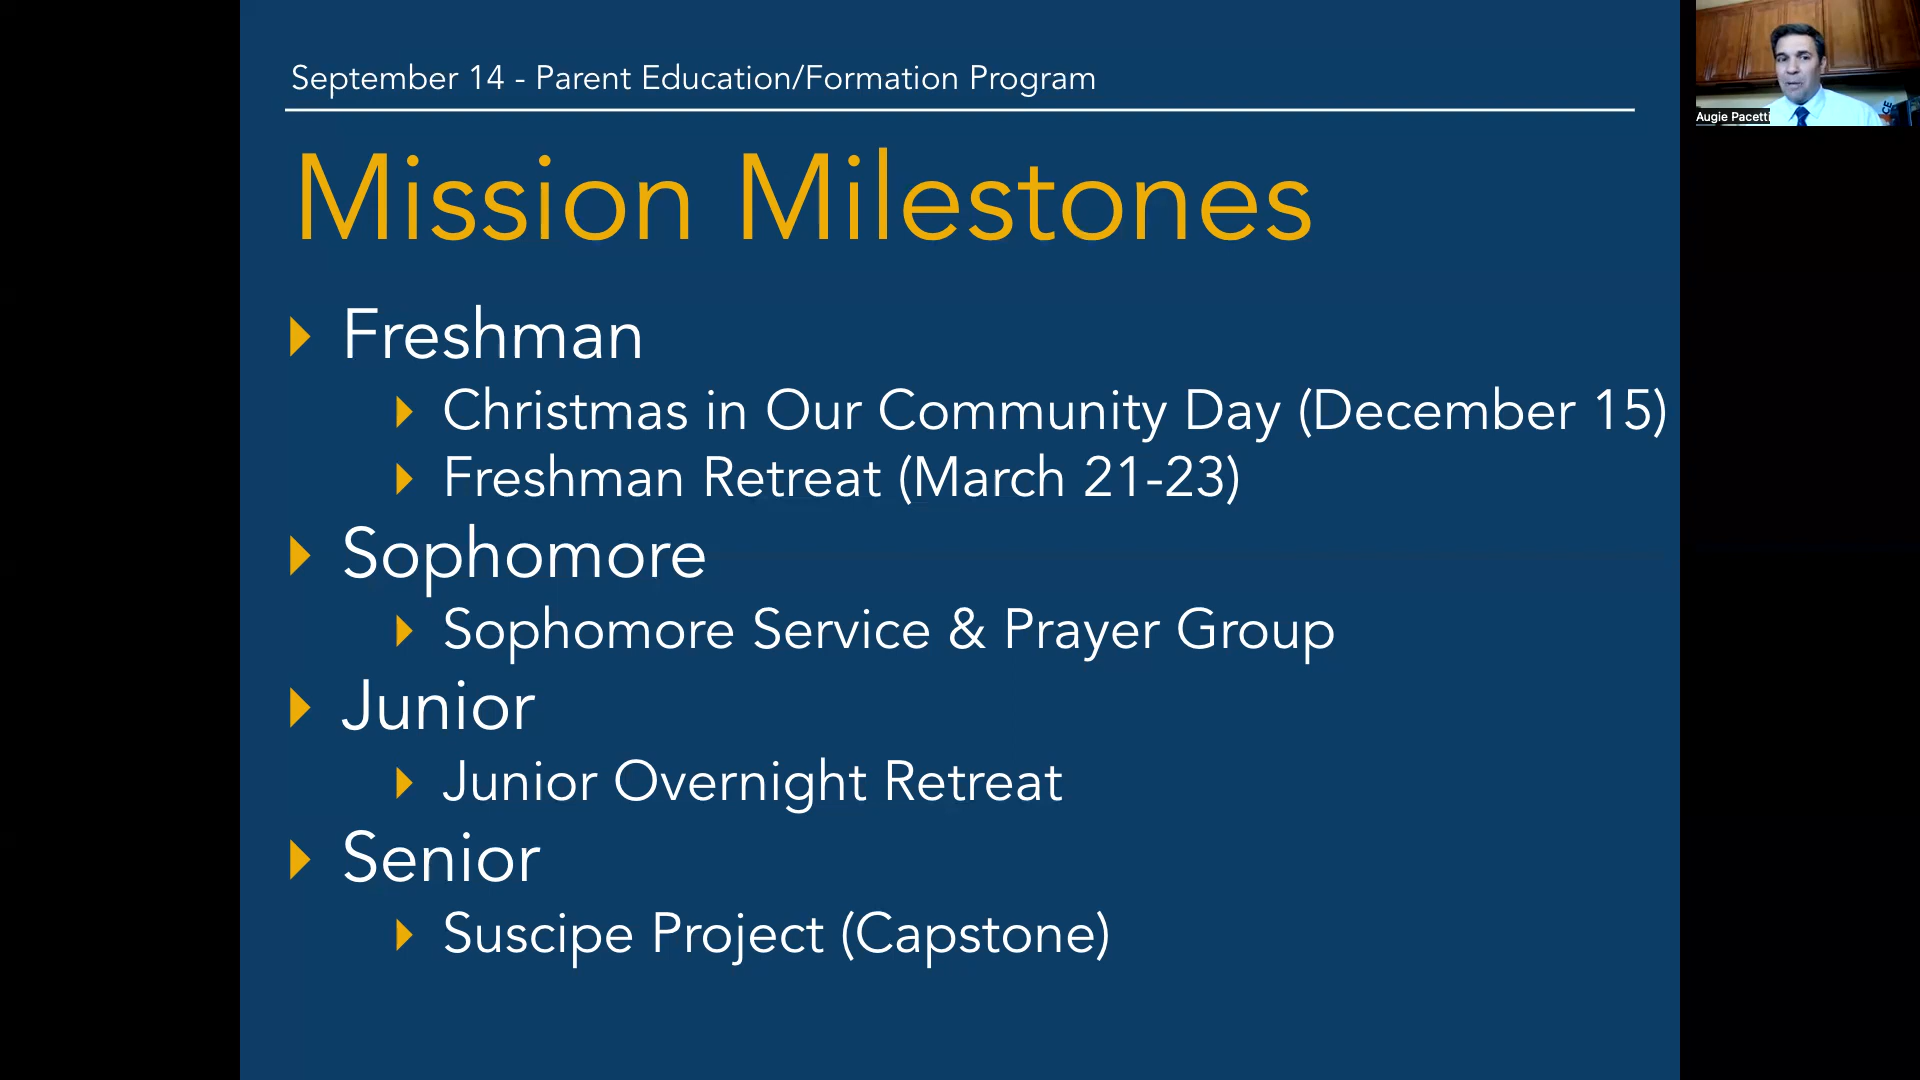 September 14 - Parent Education/Formation Program
Mission Milestones
Freshman
Christmas in Our Community Day (December 15)
Freshman Retreat (March 21-23)
Sophomore
Sophomore Service & Prayer Group
Junior
Junior Overnight Retreat
Senior
Suscipe Project (Capstone)
Augie Pacetti